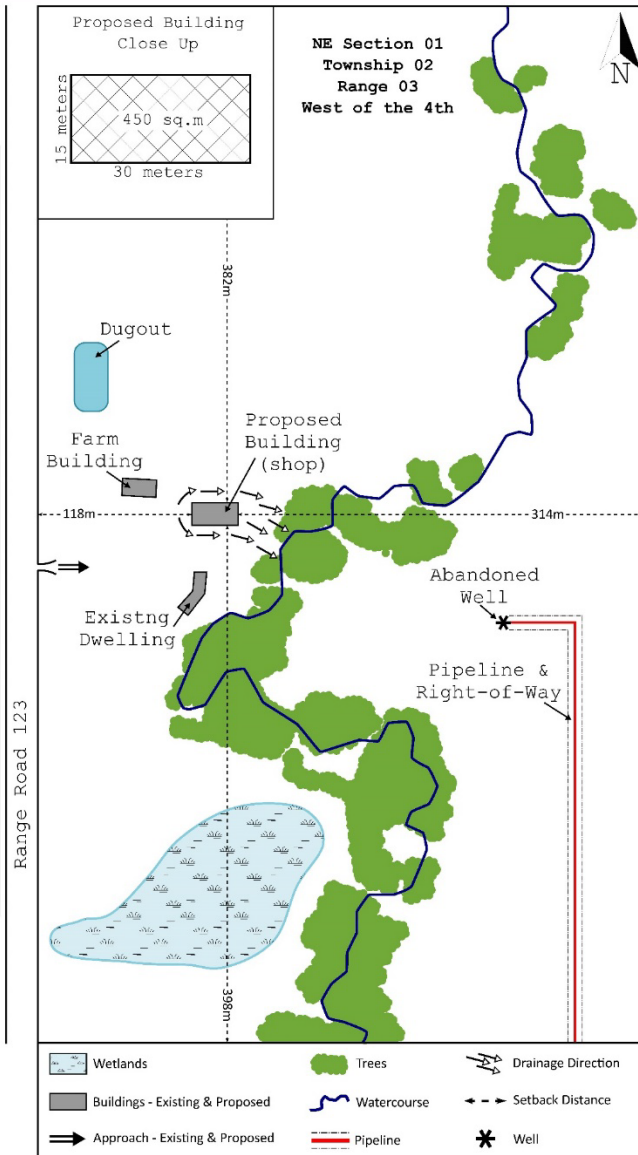 Proposed Building
Close Up
450 sq.m
15 meters
30 meters
NE Section 01
Township 02
Range 03
West of the 4th
N
382m
Dugout
Farm
Building
Proposed
Building
(shop)
118m
314m
Existng
Dwelling
Abandoned
Well
Pipeline &
Right-of-Way
Range Road 123
398m
Wetlands
Trees
Drainage Direction
Buildings - Existing & Proposed
Watercourse
Setback Distance
Approach - Existing & Proposed
Pipeline
Well